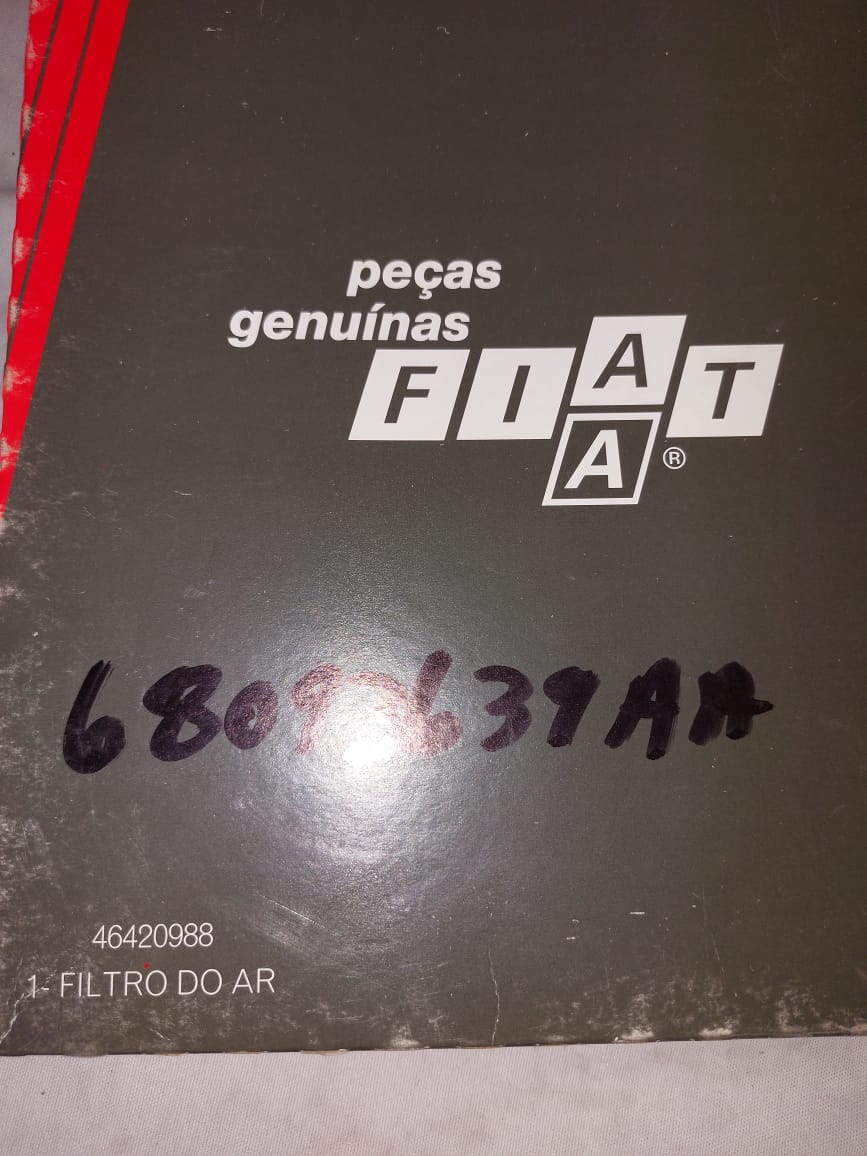 peças
genuínas
FIAT
A
®
46420988
1- FILTRO DO AR